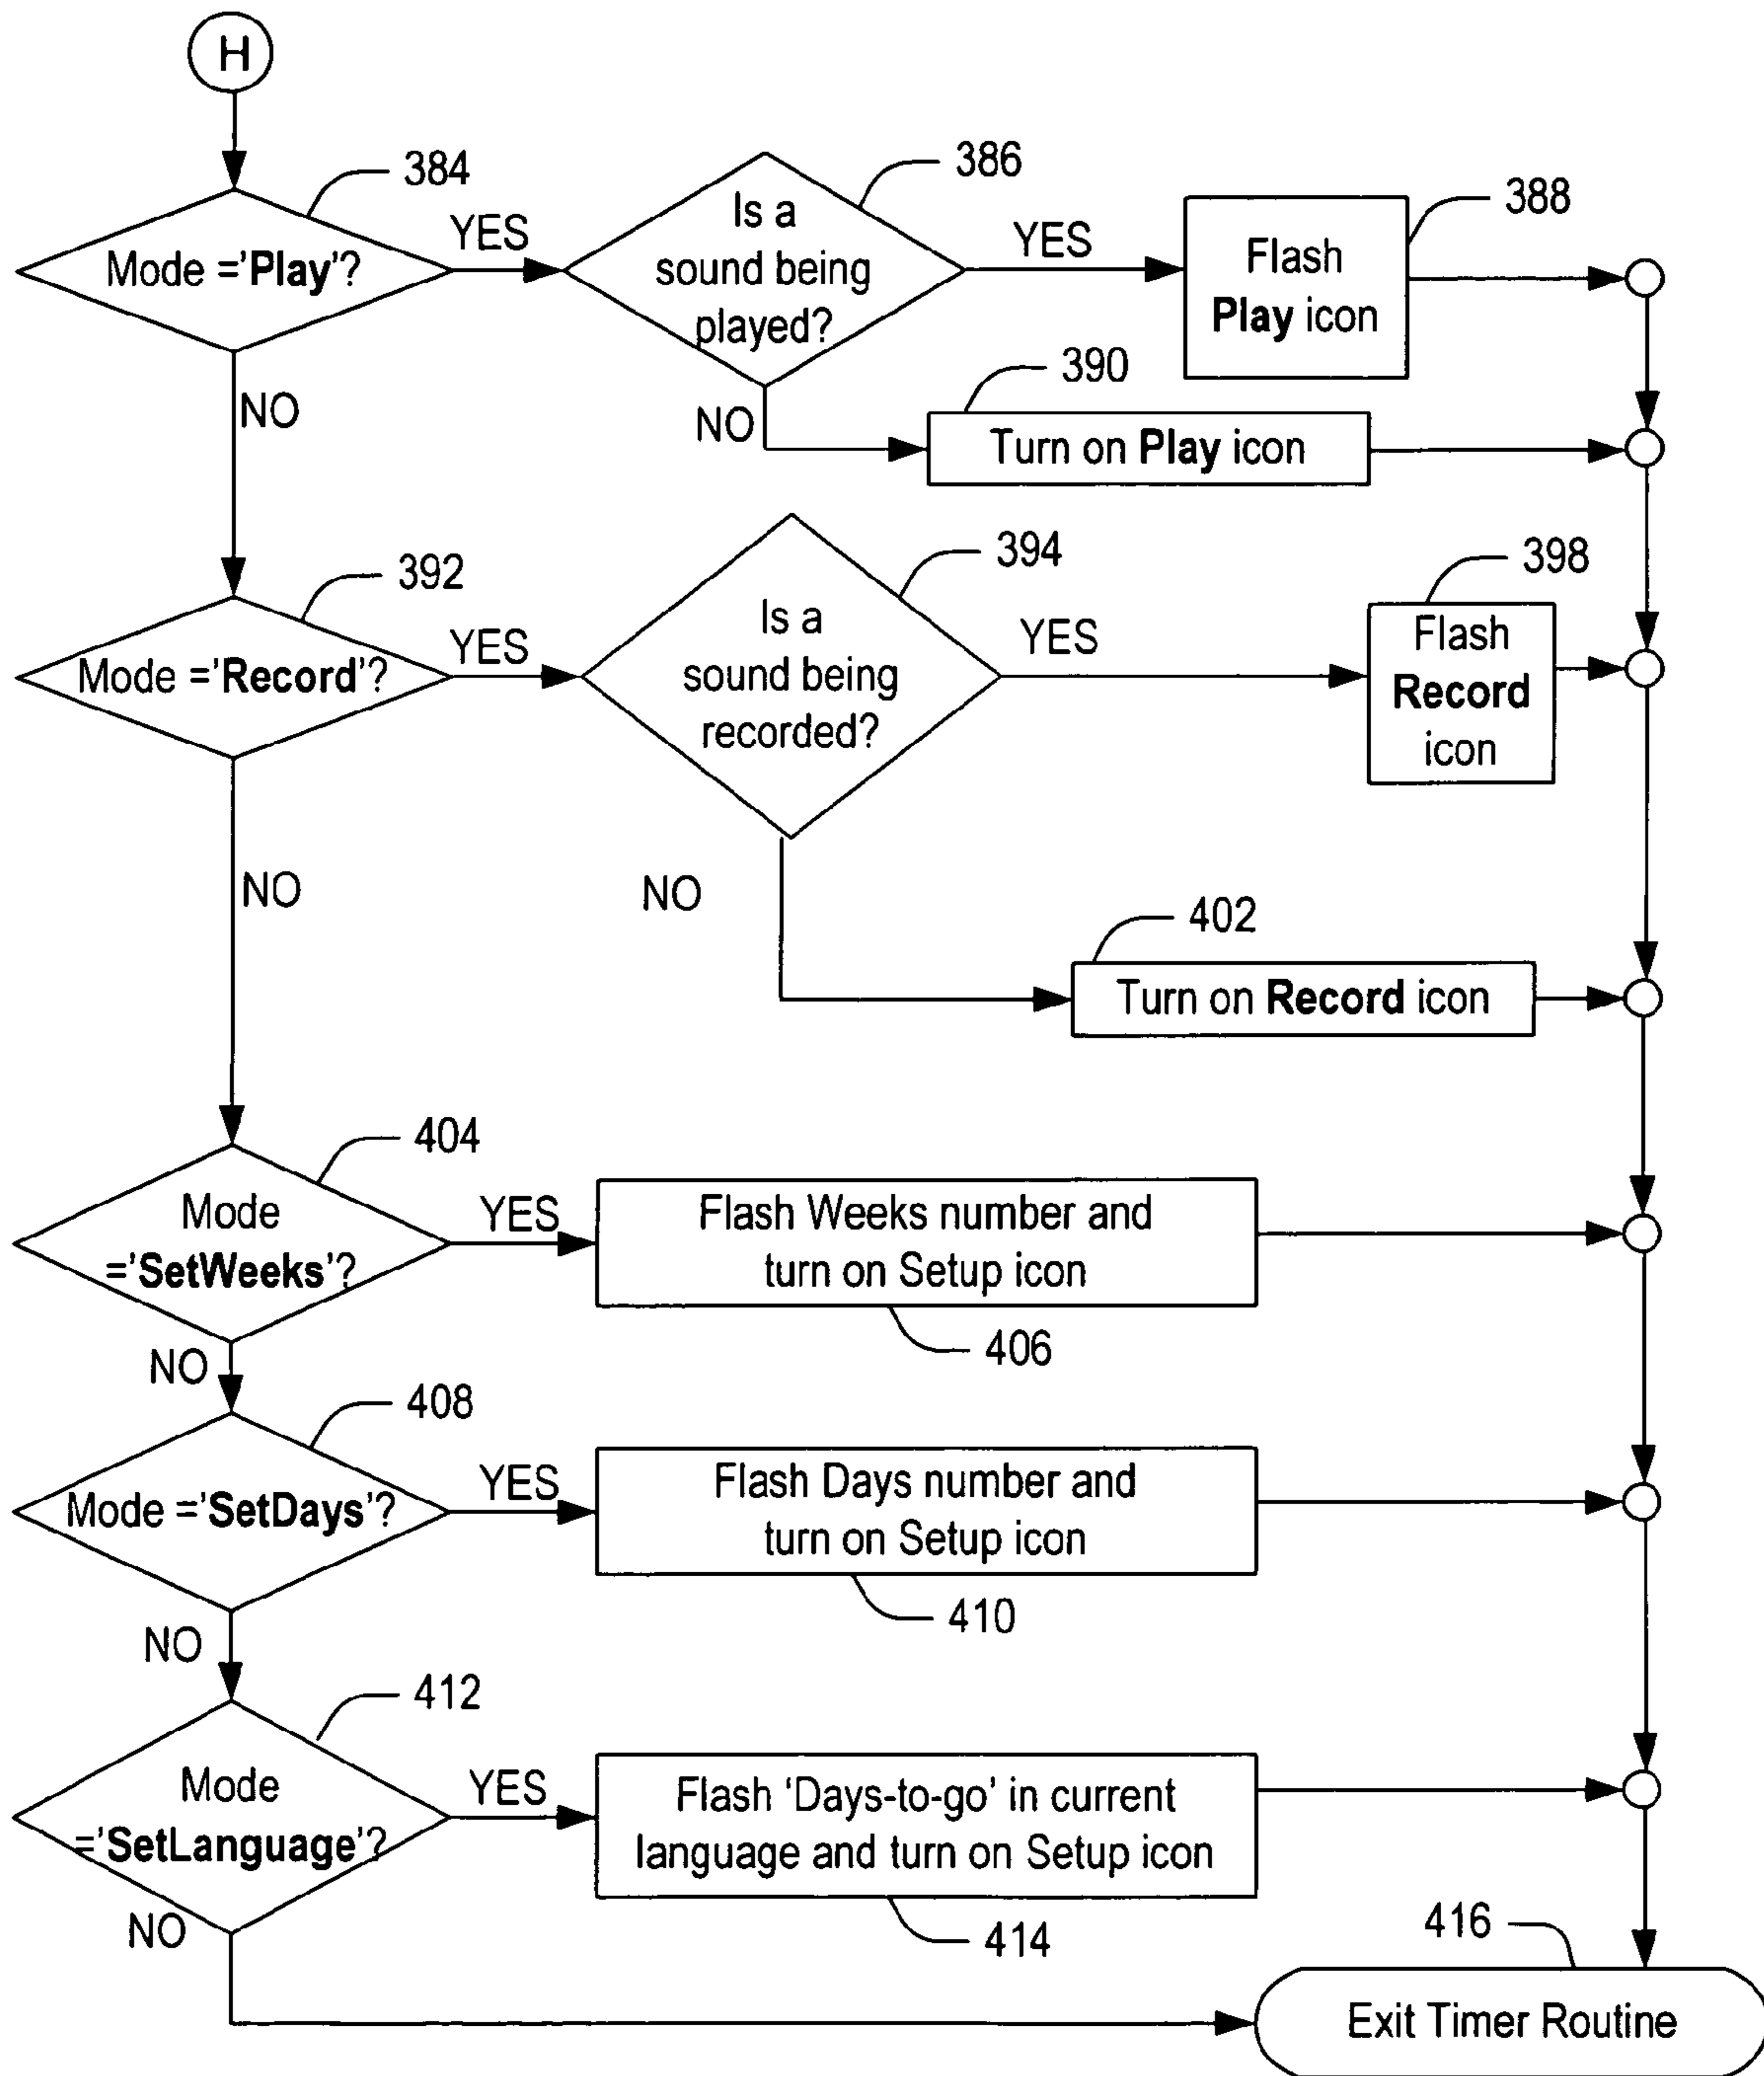 H
384
Mode ='Play'?
YES
386
Is a
sound being
played?
YES
388
Flash
Play icon
NO
NO
390
Turn on Play icon
392
Mode ='Record'?
YES
394
Is a
sound being
recorded?
YES
398
Flash
Record
icon
NO
NO
402
Turn on Record icon
404
Mode
='SetWeeks'?
YES
Flash Weeks number and
turn on Setup icon
406
NO
408
Mode ='SetDays'?
YES
Flash Days number and
turn on Setup icon
410
NO
412
Mode
='SetLanguage'?
YES
Flash ‘Days-to-go’ in current
language and turn on Setup icon
414
NO
416
Exit Timer Routine